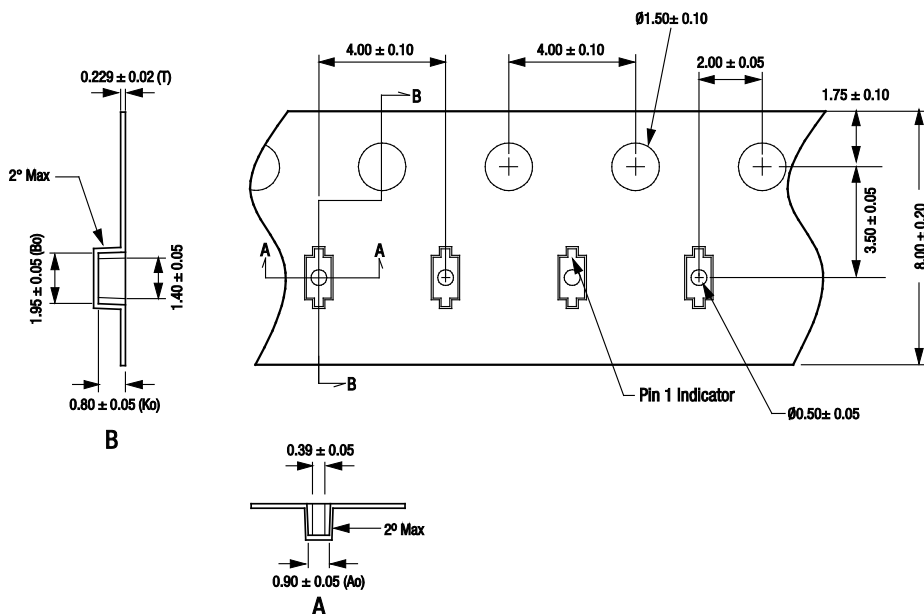 Ø1.50± 0.10
4.00 ± 0.10
4.00 ± 0.10
2.00 ± 0.05
0.229 ± 0.02 (T)
1.75 ± 0.10
B
2º Max
A
A
1.95 ± 0.05 (Bo)
1.40 ± 0.05
3.50 ± 0.05
8.00 ± 0.20
B
Pin 1 Indicator
0.80 ± 0.05 (Ko)
Ø0.50± 0.05
B
0.39 ± 0.05
2º Max
0.90 ± 0.05 (Ao)
A